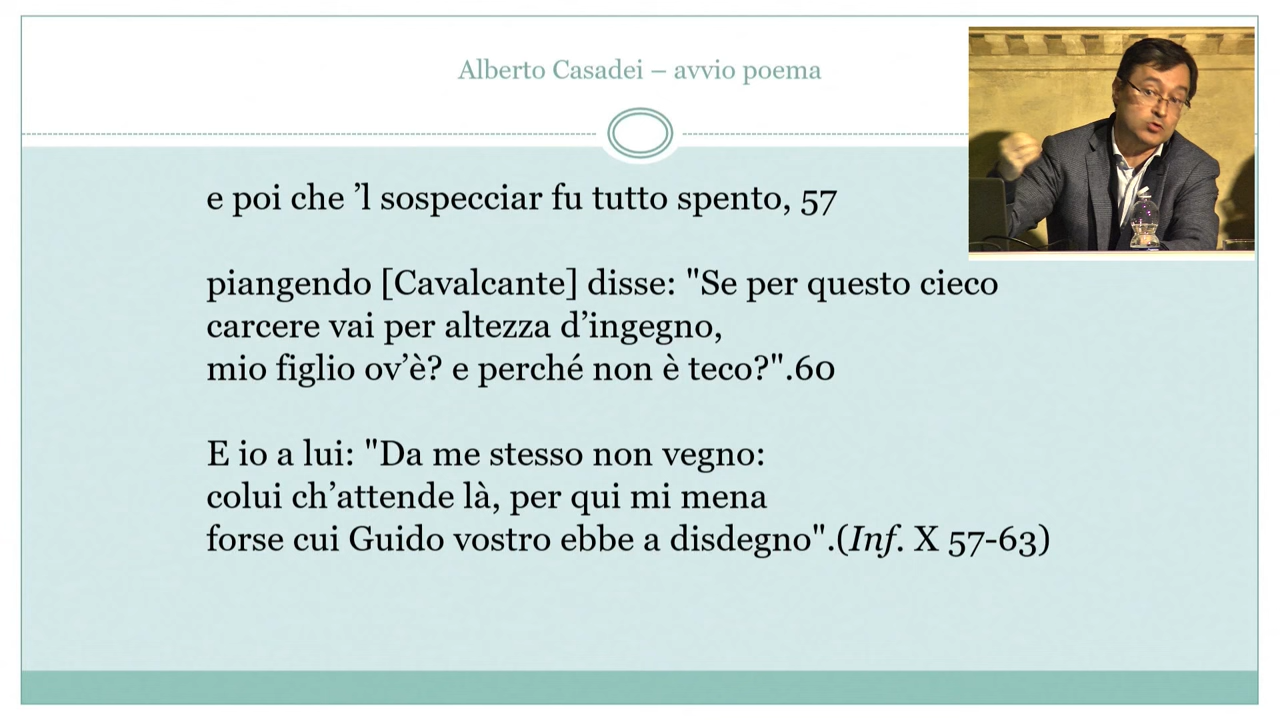 Alberto Casadei – avvio poema
e poi che ’l sospecciar fu tutto spento, 57
piangendo [Cavalcante] disse: "Se per questo cieco
carcere vai per altezza d’ingegno,
mio figlio ov’è? e perché non è teco?".60
E io a lui: "Da me stesso non vegno:
colui ch’attende là, per qui mi mena
forse cui Guido vostro ebbe a disdegno".(Inf. X 57-63)